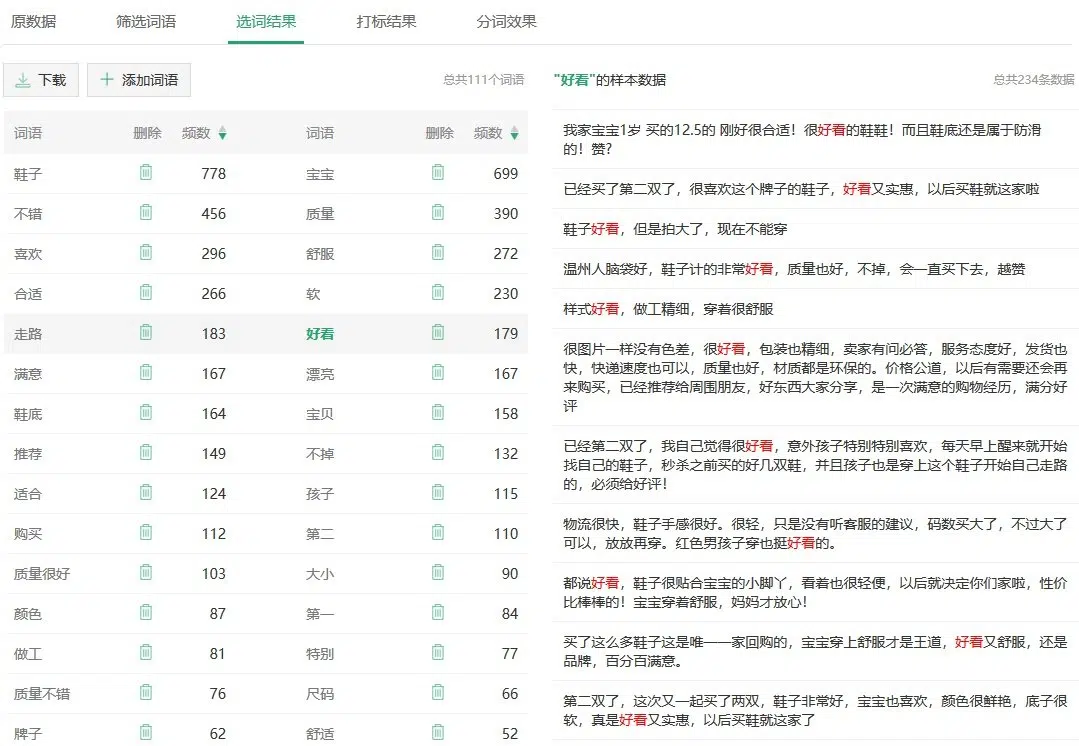 原数据 筛选词语 选词结果 打标结果 分词效果
下载 添加词语 总共111个词语
词语 删除 频数 词语 删除 频数
鞋子 778 宝宝 699
不错 456 质量 390
喜欢 296 舒服 272
合适 266 软 230
走路 183 好看 179
满意 167 漂亮 167
鞋底 164 宝贝 158
推荐 149 不掉 132
适合 124 孩子 115
购买 112 第二 110
质量很好 103 大小 90
颜色 87 第一 84
做工 81 特别 77
质量不错 76 尺码 66
牌子 62 舒适 52
"好看"的样本数据 总共234条数据
我家宝宝1岁 买的12.5的 刚好很合适！很好看的鞋鞋！而且鞋底还是属于防滑
的！赞?
已经买了第二双了，很喜欢这个牌子的鞋子，好看又实惠，以后买鞋就这家啦
鞋子好看，但是拍大了，现在不能穿
温州人脑袋好，鞋子计的非常好看，质量也好，不掉，会一直买下去，越赞
样式好看，做工精细，穿着很舒服
很图片一样没有色差，很好看，包装也精细，卖家有问必答，服务态度好，发货也
快，快递速度也可以，质量也好，材质都是环保的。价格公道，以后有需要还会再
来购买，已经推荐给周围朋友，好东西大家分享，是一次满意的购物经历，满分好
评
已经第二双了，我自己觉得很好看，意外孩子特别特别喜欢，每天早上醒来就开始
找自己的鞋子，秒杀之前买的好几双鞋，并且孩子也是穿上这个鞋子开始自己走路
的，必须给好评！
物流很快，鞋子手感很好。很轻，只是没有听客服的建议，码数买大了，不过大了
可以，放放再穿。红色男孩子穿也挺好看的。
都说好看，鞋子很贴合宝宝的小脚丫，看着也很轻便，以后就决定你们家啦，性价
比棒棒的！宝宝穿着舒服，妈妈才放心！
买了这么多鞋子这是唯一一家回购的，宝宝穿上舒服才是王道，好看又舒服，还是
品牌，百分百满意。
第二双了，这次又一起买了两双，鞋子非常好，宝宝也喜欢，颜色很鲜艳，底子很
软，真是好看又实惠，以后买鞋就这家了